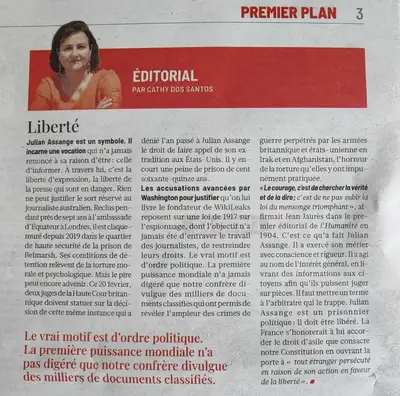 PREMIER PLAN 3
ÉDITORIAL
PAR CATHY DOS SANTOS
Liberté
Julian Assange est un symbole. Il
incarne une vocation qui n'a jamais
renoncé à sa raison d'être : celle
d'informer. À travers lui, c'est la
liberté d'expression, la liberté de
la presse qui sont en danger. Rien
ne peut justifier le sort réservé au
journaliste australien. Reclus pen-
dant près de sept ans à l'ambassade
d'Équateur à Londres, il est claque-
muré depuis 2019 dans le quartier
de haute sécurité de la prison de
Belmarsh. Ses conditions de dé-
tention relèvent de la torture mo-
rale et psychologique. Mais le pire
peut encore advenir. Ce 20 février,
deux juges de la Haute Cour britan-
nique doivent statuer sur la déci-
sion de cette même instance qui a
dénié l'an passé à Julian Assange
le droit de faire appel de son ex-
tradition aux États-Unis. Il y en-
court une peine de prison de cent
soixante-quinze ans.
Les accusations avancées par
Washington pour justifier qu'on lui
livre le fondateur de WikiLeaks
reposent sur une loi de 1917 sur
l'espionnage, dont l'objectif n'a
jamais été d'entraver le travail
des journalistes, de restreindre
leurs droits. Le vrai motif est
d'ordre politique. La première
puissance mondiale n'a jamais
digéré que notre confrère divulgue
des milliers de documents
classifiés qui ont permis de
révéler l'ampleur des crimes de
guerre perpétrés par les armées
britannique et états-unienne en
Irak et en Afghanistan, l'horreur
de la torture qu'elles y ont impu-
nément pratiquée.
« Le courage, c'est de chercher la vérité
et de la dire ; c'est de ne pas subir la
loi du mensonge triomphant », af-
firmait Jean Jaurès dans le premier
éditorial de l'Humanité en
1904. C'est ce qu'a fait Julian
Assange. Il a exercé son métier
avec conscience et rigueur. Il a agi
au nom de l'intérêt général, en li-
vrant des informations aux ci-
toyens afin qu'ils puissent juger
par pièces. Il faut mettre un terme
à l'arbitraire qui le frappe. Julian
Assange est un prisonnier
politique : il doit être libéré. La
France s'honorerait à lui accor-
der le droit d'asile que consacre
notre Constitution en ouvrant la
porte à « tout étranger persécuté
en raison de son action en faveur
de la liberté ».
Le vrai motif est d'ordre politique.
La première puissance mondiale n'a
pas digéré que notre confrère divulgue
des milliers de documents classifiés.